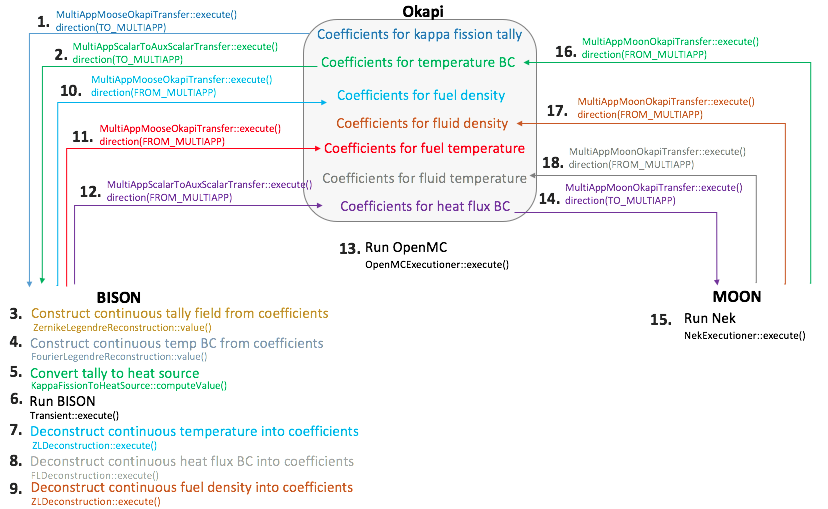 Okapi
1. MultiAppMooseOkapiTransfer::execute()
direction(TO_MULTIAPP)
Coefficients for kappa fission tally
2. MultiAppScalarToAuxScalarTransfer::execute()
direction(TO_MULTIAPP)
Coefficients for temperature BC
16. MultiAppMoonOkapiTransfer::execute()
direction(FROM_MULTIAPP)
10. MultiAppMooseOkapiTransfer::execute()
direction(FROM_MULTIAPP)
Coefficients for fuel density
17. MultiAppMoonOkapiTransfer::execute()
direction(FROM_MULTIAPP)
Coefficients for fluid density
11. MultiAppMooseOkapiTransfer::execute()
direction(FROM_MULTIAPP)
Coefficients for fuel temperature
18. MultiAppMoonOkapiTransfer::execute()
direction(FROM_MULTIAPP)
Coefficients for fluid temperature
12. MultiAppScalarToAuxScalarTransfer::execute()
direction(FROM_MULTIAPP)
Coefficients for heat flux BC
14. MultiAppMoonOkapiTransfer::execute()
direction(TO_MULTIAPP)
13. Run OpenMC
OpenMCExecutioner::execute()
BISON
3. Construct continuous tally field from coefficients
ZernikeLegendreReconstruction::value()
4. Construct continuous temp BC from coefficients
FourierLegendreReconstruction::value()
5. Convert tally to heat source
KappaFissionToHeatSource::computeValue()
6. Run BISON
Transient::execute()
7. Deconstruct continuous temperature into coefficients
ZLDeconstruction::execute()
8. Deconstruct continuous heat flux BC into coefficients
FLDeconstruction::execute()
9. Deconstruct continuous fuel density into coefficients
ZLDeconstruction::execute()
MOON
15. Run Nek
NekExecutioner::execute()